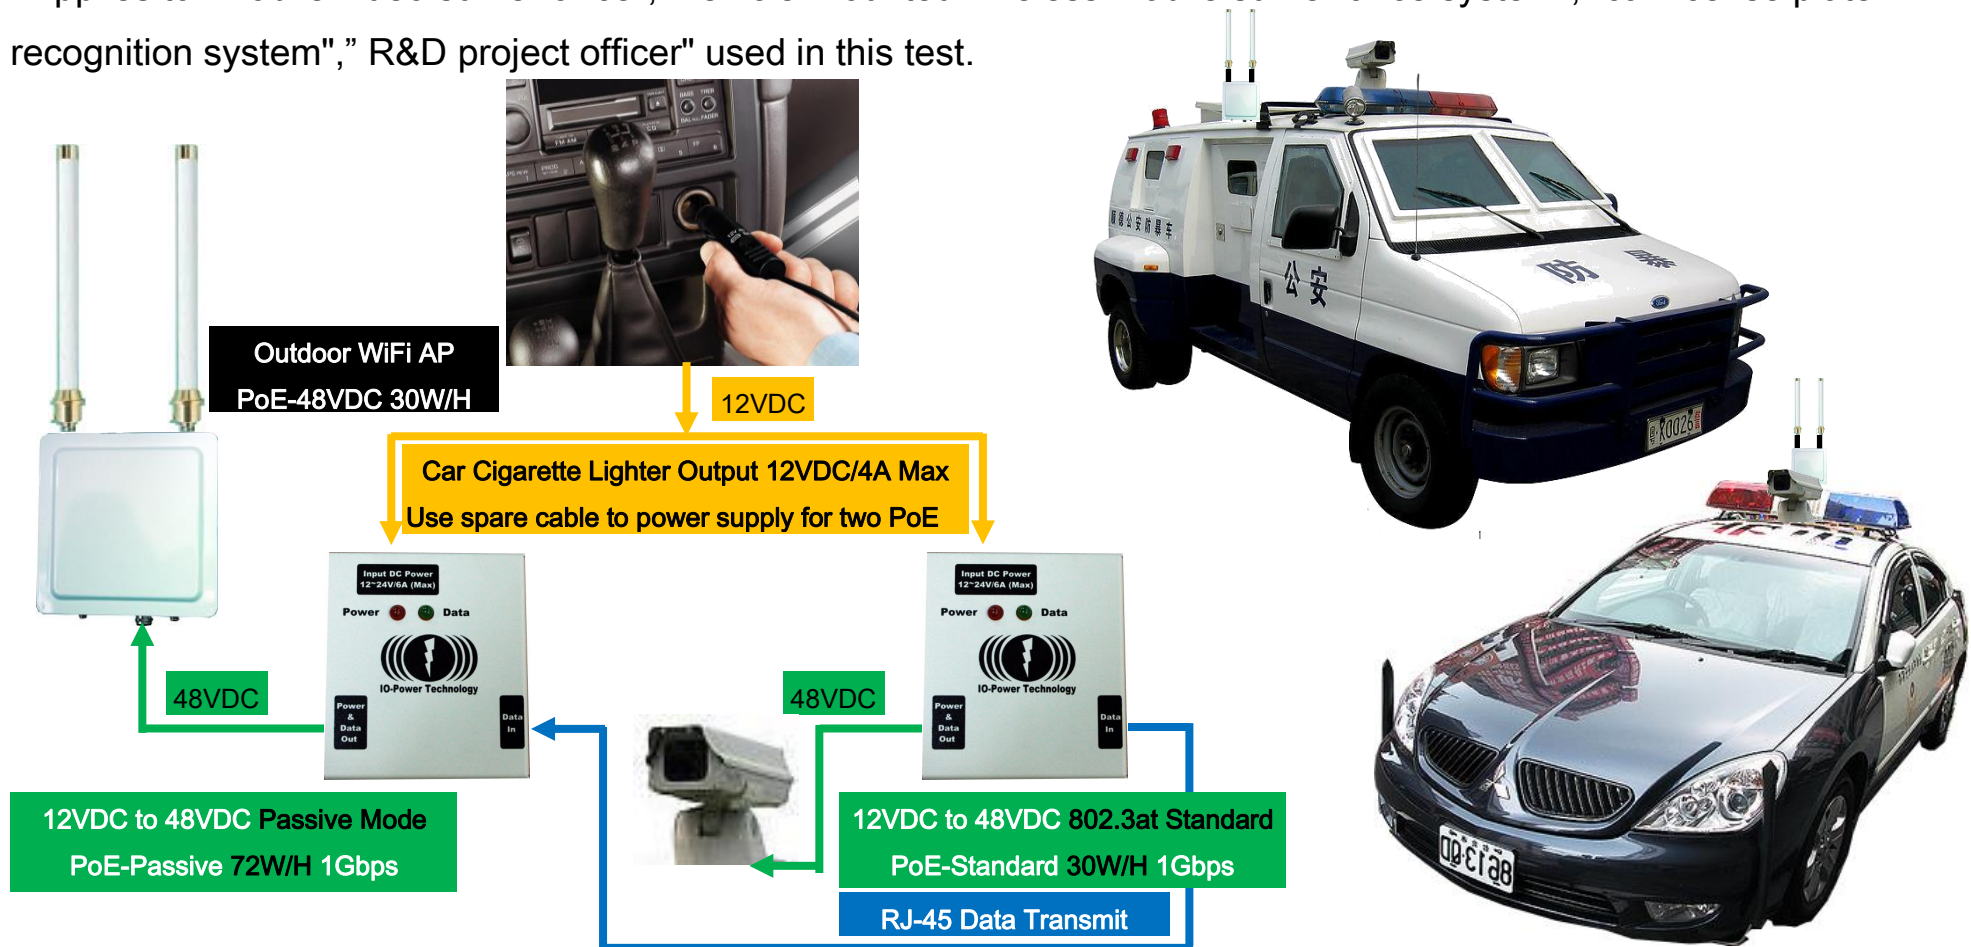 recognition system",” R&D project officer" used in this test.
Outdoor WiFi AP
PoE-48VDC 30W/H
12VDC
Car Cigarette Lighter Output 12VDC/4A Max
Use spare cable to power supply for two PoE
Input DC Power
12~24V/6A (Max)
Power
Data
IO-Power Technology
Power
&
Data
Out
Data
In
48VDC
Input DC Power
12~24V/6A (Max)
Power
Data
IO-Power Technology
Power
&
Data
Out
Data
In
48VDC
12VDC to 48VDC Passive Mode
PoE-Passive 72W/H 1Gbps
12VDC to 48VDC 802.3at Standard
PoE-Standard 30W/H 1Gbps
RJ-45 Data Transmit
公安
防爆
Ford
X0026